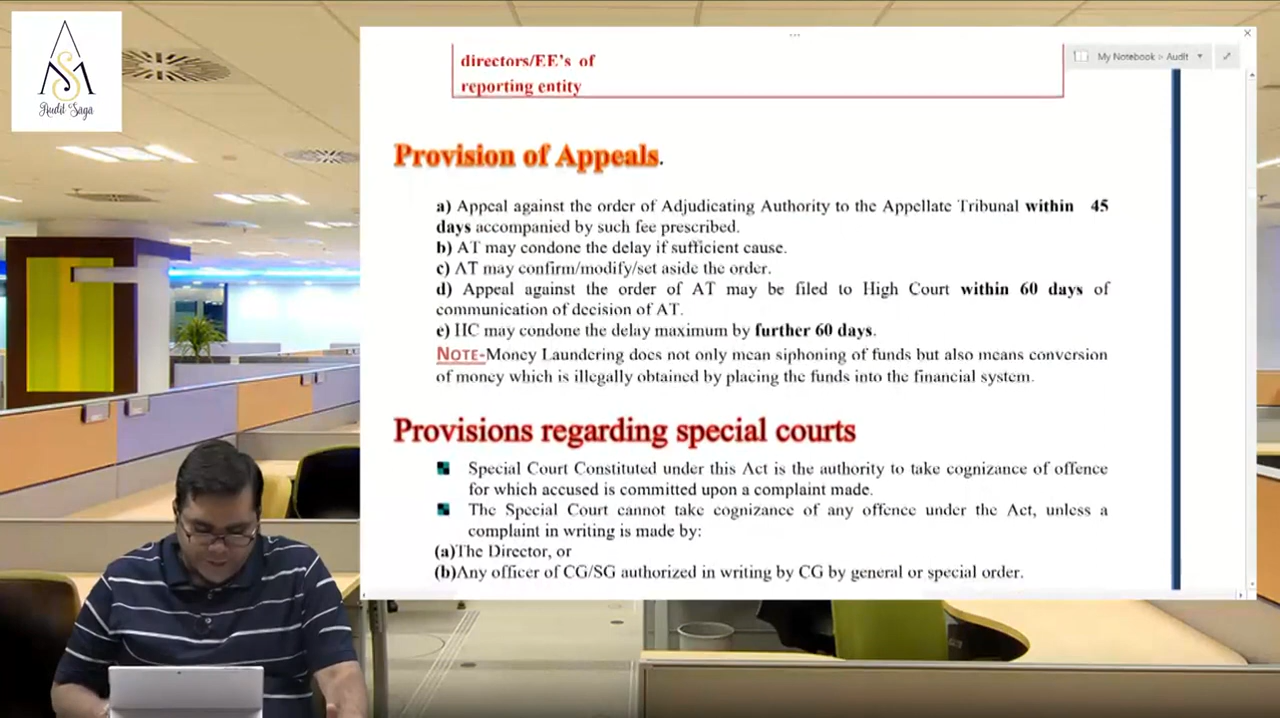 Audit Saga
directors/EE's of
reporting entity
My Notebook > Audit
Provision of Appeals.
a) Appeal against the order of Adjudicating Authority to the Appellate Tribunal within 45
days accompanied by such fee prescribed.
b) AT may condone the delay if sufficient cause.
c) AT may confirm/modify/set aside the order.
d) Appeal against the order of AT may be filed to High Court within 60 days of
communication of decision of AT.
e) HC may condone the delay maximum by further 60 days.
NOTE-Money Laundering does not only mean siphoning of funds but also means conversion
of money which is illegally obtained by placing the funds into the financial system.
Provisions regarding special courts
Special Court Constituted under this Act is the authority to take cognizance of offence
for which accused is committed upon a complaint made.
The Special Court cannot take cognizance of any offence under the Act, unless a
complaint in writing is made by:
(a)The Director, or
(b)Any officer of CG/SG authorized in writing by CG by general or special order.